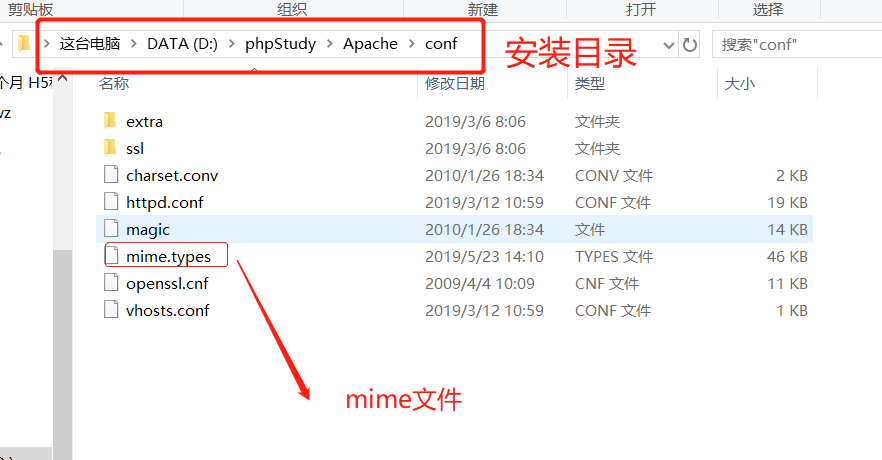 剪贴板 组织 新建 打开 选择
这台电脑 DATA (D:) phpStudy Apache conf
安装目录
搜索"conf"
名称 修改日期 类型 大小
extra 2019/3/6 8:06 文件夹
ssl 2019/3/6 8:06 文件夹
charset.conv 2010/1/26 18:34 CONV 文件 2 KB
httpd.conf 2019/3/12 10:59 CONF 文件 19 KB
magic 2010/1/26 18:34 文件 14 KB
mime.types 2019/5/23 14:10 TYPES 文件 46 KB
openssl.cnf 2009/4/4 10:09 CNF 文件 11 KB
vhosts.conf 2019/3/12 10:59 CONF 文件 1 KB
mime文件